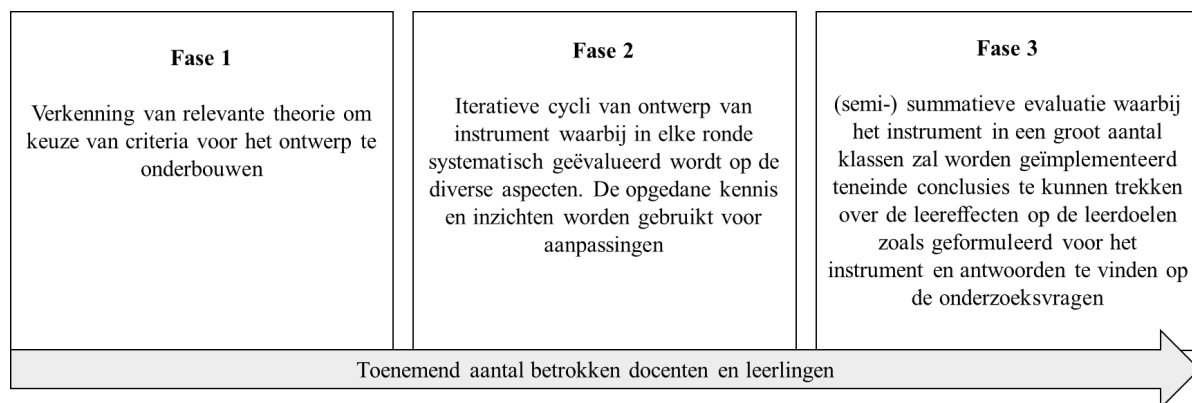 Fase 1
Verkenning van relevante theorie om
keuze van criteria voor het ontwerp te
onderbouwen
Fase 2
Iteratieve cycli van ontwerp van
instrument waarbij in elke ronde
systematisch geëvalueerd wordt op de
diverse aspecten. De opgedane kennis
en inzichten worden gebruikt voor
aanpassingen
Fase 3
(semi-) summatieve evaluatie waarbij
het instrument in een groot aantal
klassen zal worden geïmplementeerd
teneinde conclusies te kunnen trekken
over de leereffecten op de leerdoelen
zoals geformuleerd voor het
instrument en antwoorden te vinden op
de onderzoeksvragen
Toenemend aantal betrokken docenten en leerlingen